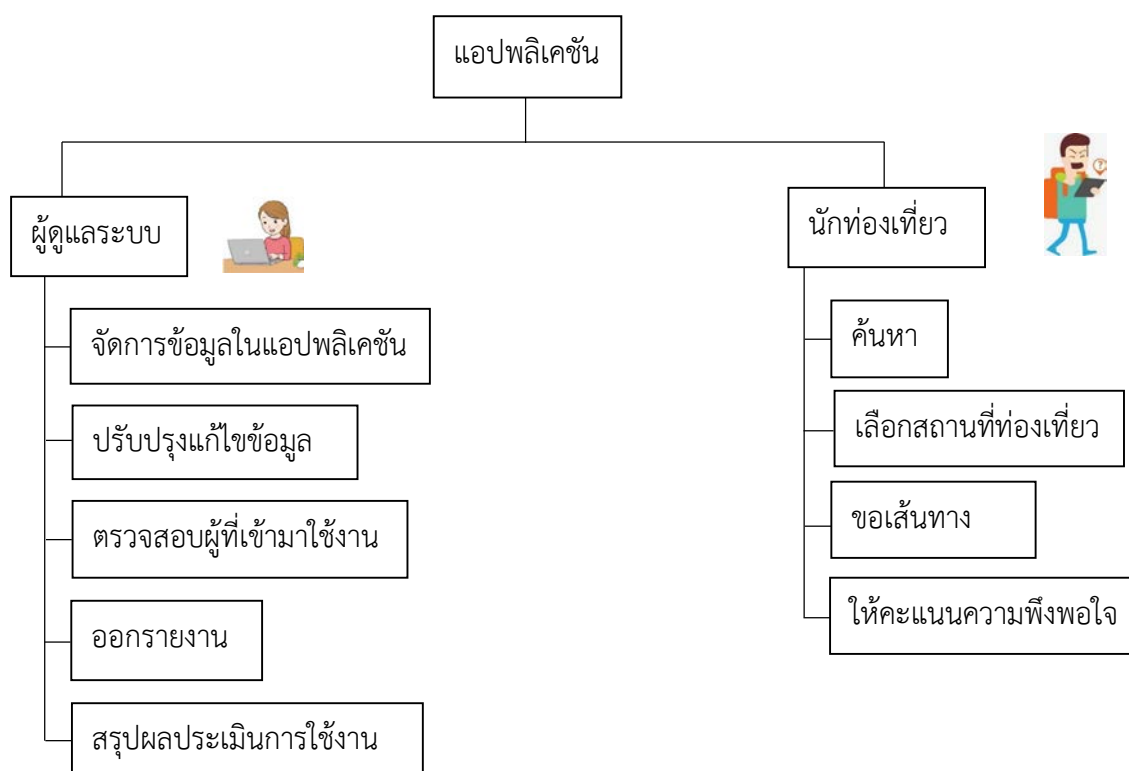 แอปพลิเคชัน
ผู้ดูแลระบบ
จัดการข้อมูลในแอปพลิเคชัน
ปรับปรุงแก้ไขข้อมูล
ตรวจสอบผู้ที่เข้ามาใช้งาน
ออกรายงาน
สรุปผลประเมินการใช้งาน
นักท่องเที่ยว
ค้นหา
เลือกสถานที่ท่องเที่ยว
ขอเส้นทาง
ให้คะแนนความพึงพอใจ
?